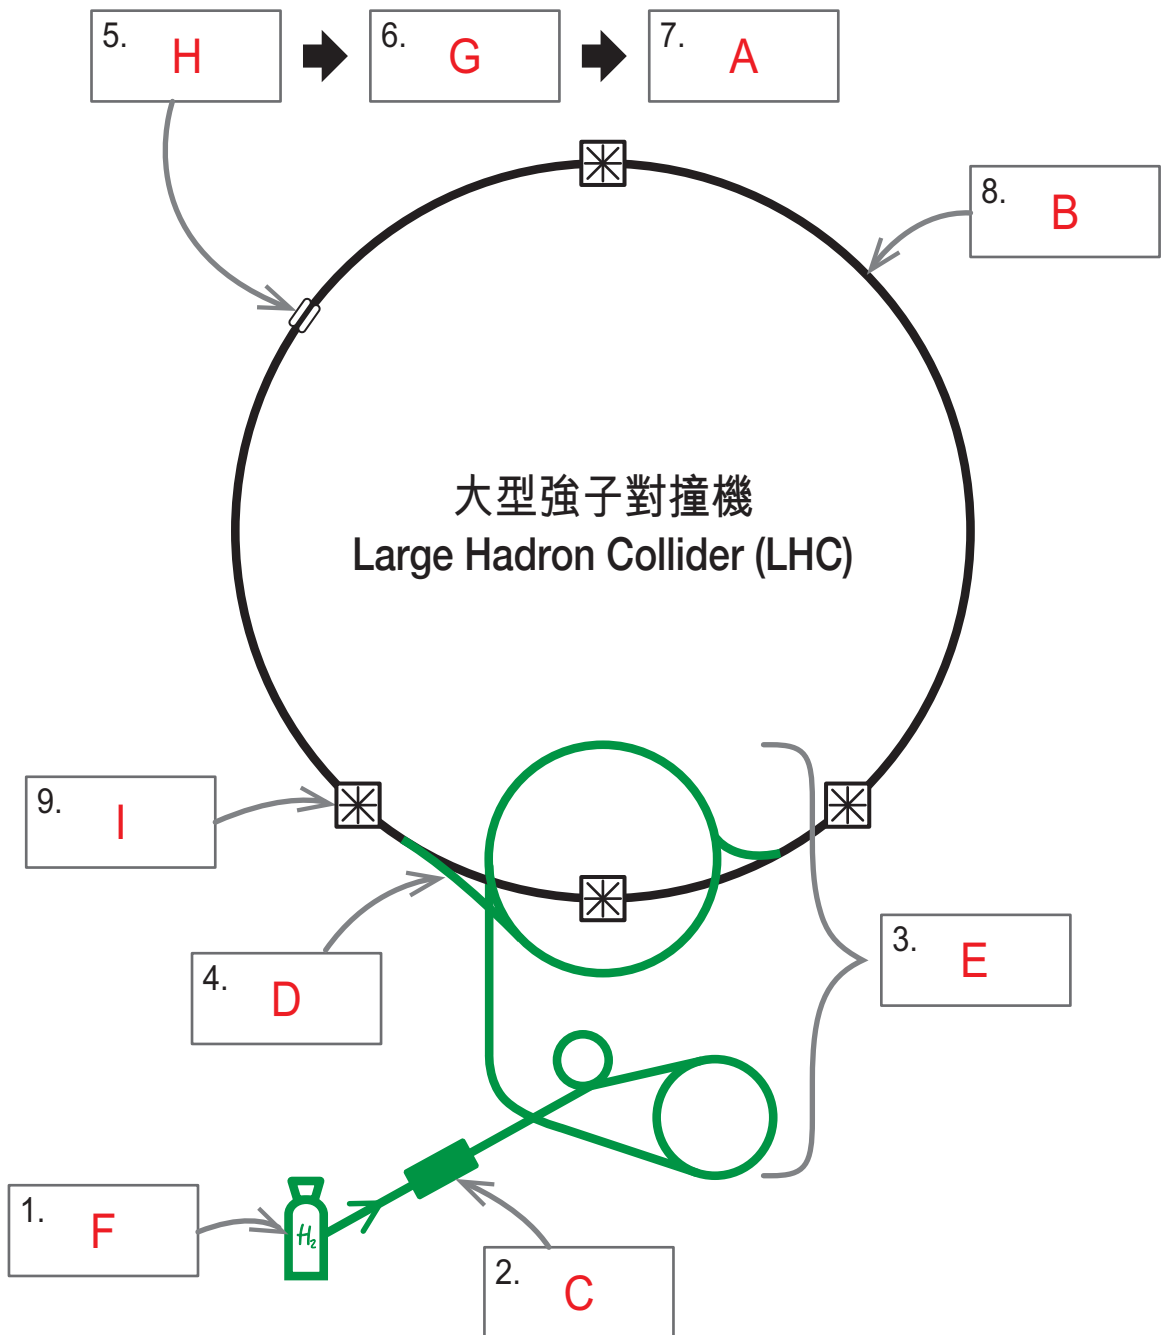 5. H
6. G
7. A
8. B
大型強子對撞機
Large Hadron Collider (LHC)
9. I
3. E
4. D
1. F
H₂
2. C